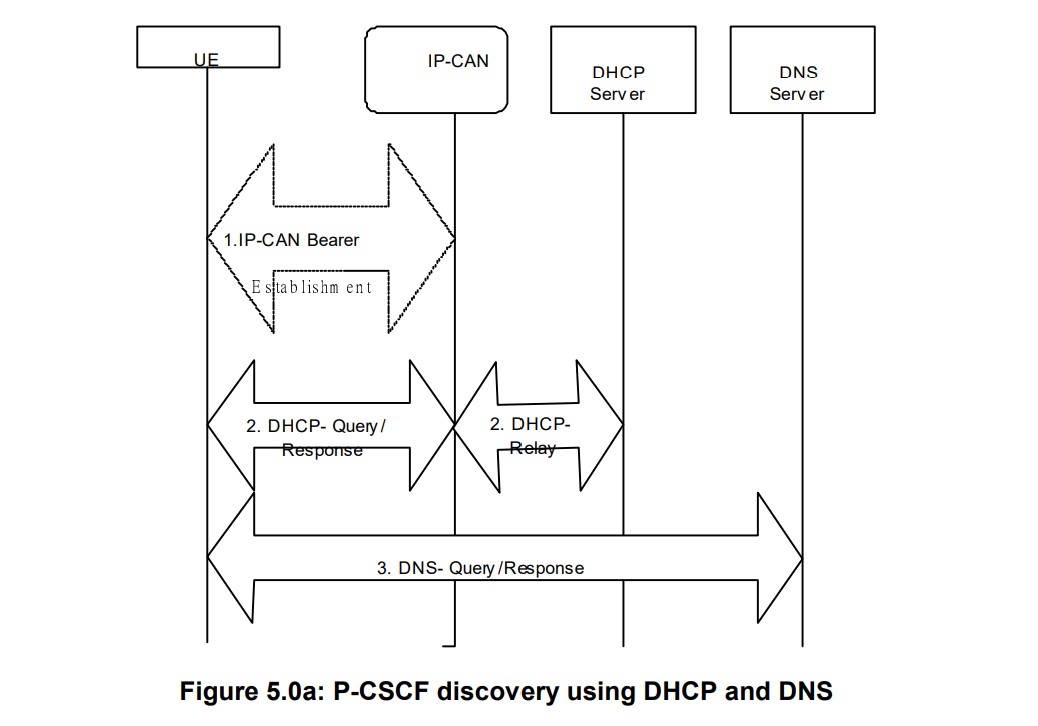 UE
IP-CAN
DHCP
Server
DNS
Server
1.IP-CAN Bearer
Establishment
2. DHCP- Query/
Response
2. DHCP-
Relay
3. DNS- Query/Response
Figure 5.0a: P-CSCF discovery using DHCP and DNS